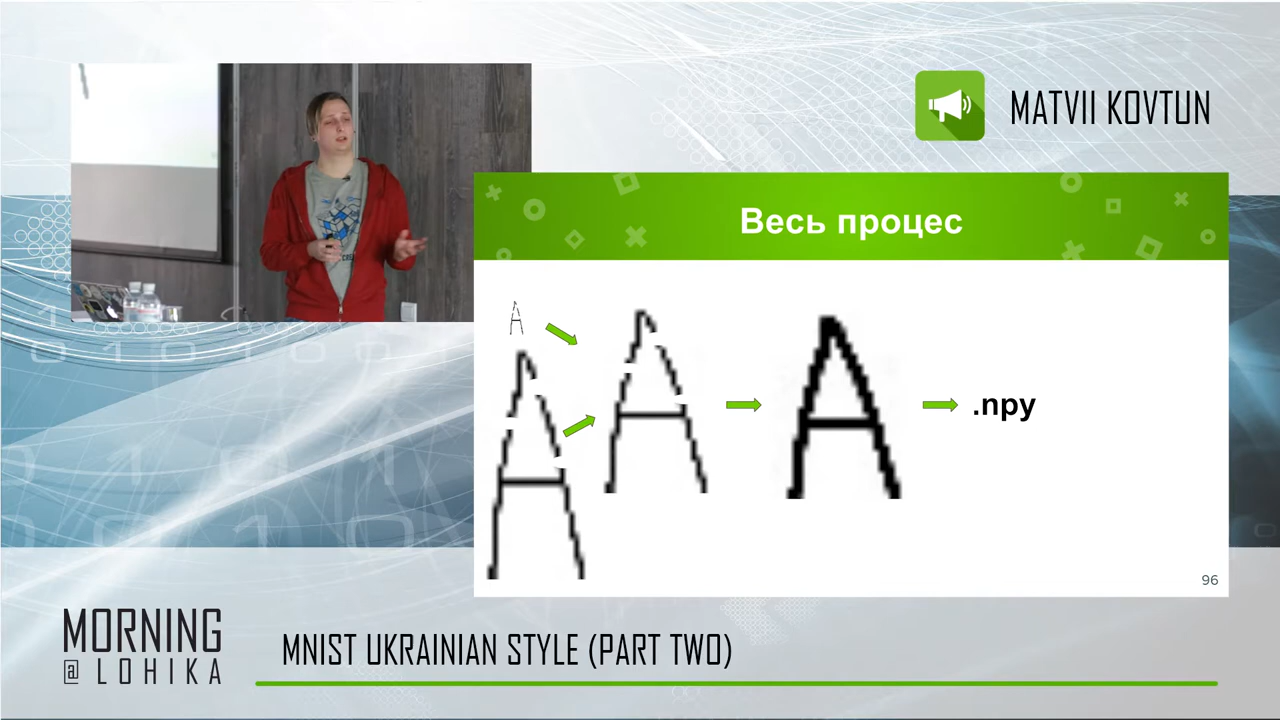 MATVII KOVTUN
Весь процес
А
А
А
А
.npy
96
MORNING
@ LOHIKA
MNIST UKRAINIAN STYLE (PART TWO)